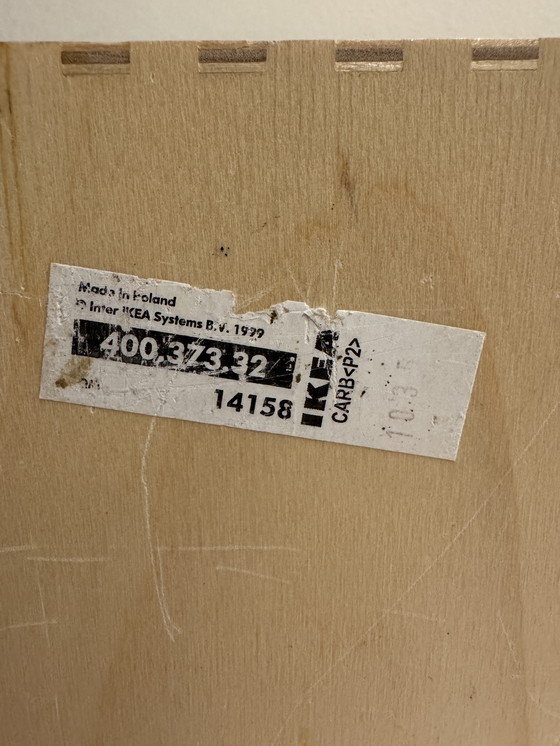 Made in Poland
© Inter IKEA Systems B.V. 1999
400.373.32
14158
IKEA
CARB<P2>